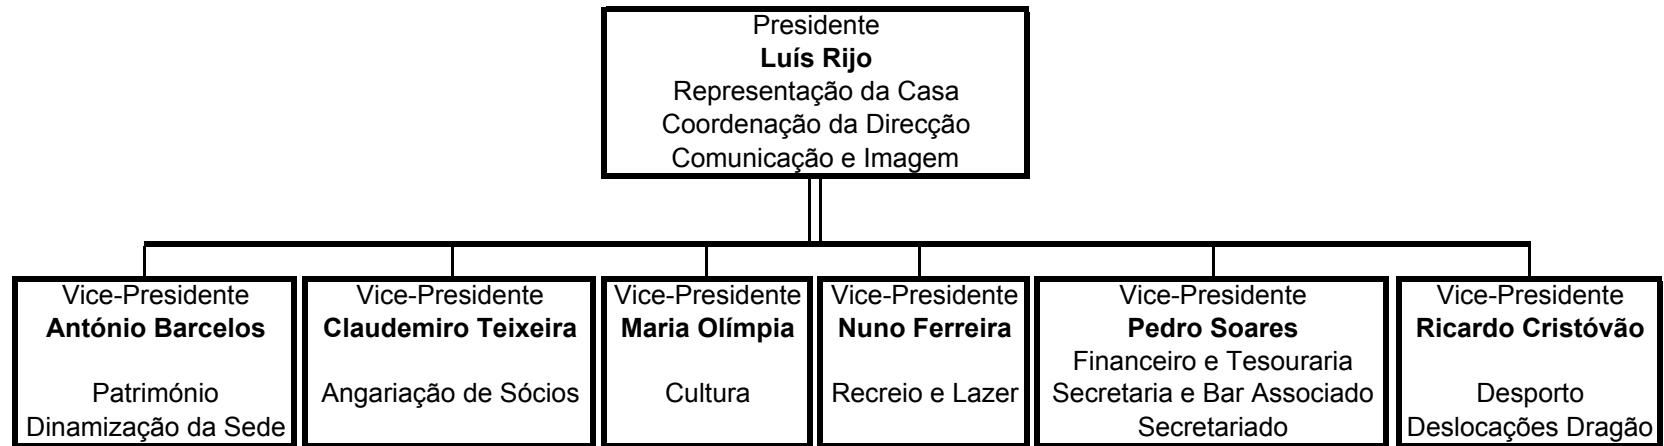 Presidente
Luís Rijo
Representação da Casa
Coordenação da Direcção
Comunicação e Imagem
Vice-Presidente
António Barcelos
Património
Dinamização da Sede
Vice-Presidente
Claudemiro Teixeira
Angariação de Sócios
Vice-Presidente
Maria Olímpia
Cultura
Vice-Presidente
Nuno Ferreira
Recreio e Lazer
Vice-Presidente
Pedro Soares
Financeiro e Tesouraria
Secretaria e Bar Associado
Secretariado
Vice-Presidente
Ricardo Cristóvão
Desporto
Deslocações Dragão